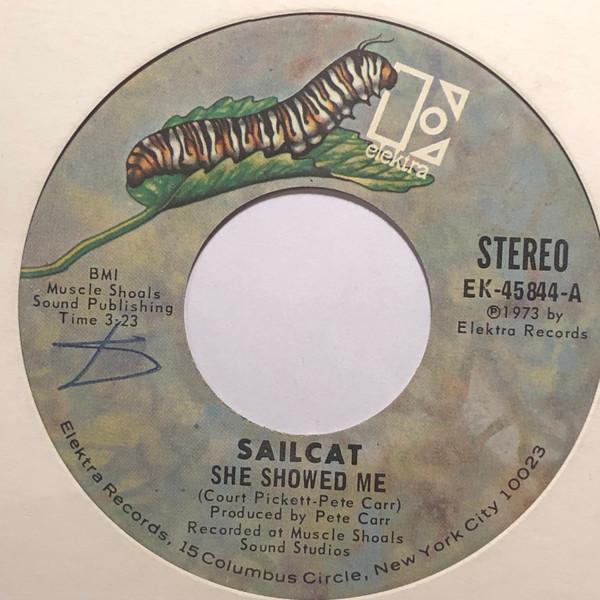 elektra
STEREO
EK-45844-A
℗1973 by
Elektra Records
BMI
Muscle Shoals
Sound Publishing
Time 3:23
SAILCAT
SHE SHOWED ME
(Court Pickett-Pete Carr)
Produced by Pete Carr
Recorded at Muscle Shoals
Sound Studios
Elektra Records, 15 Columbus Circle, New York City 10023